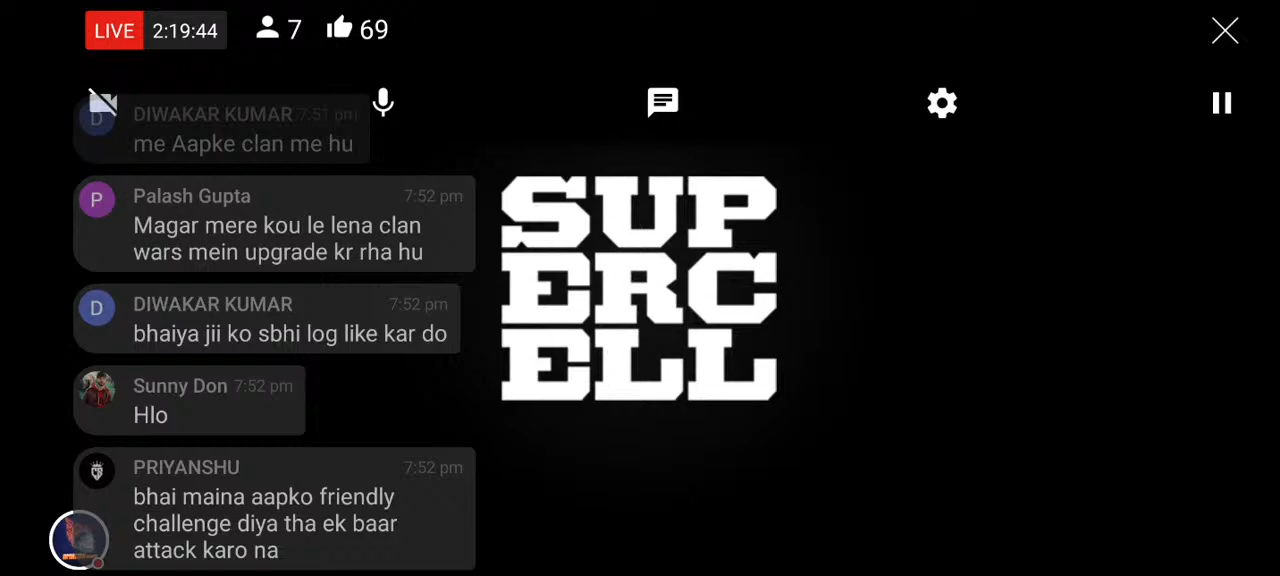 LIVE 2:19:44 7 69
D DIWAKAR KUMAR 7:51 pm
me Aapke clan me hu
P Palash Gupta 7:52 pm
Magar mere kou le lena clan
wars mein upgrade kr rha hu
D DIWAKAR KUMAR 7:52 pm
bhaiya jii ko sbhi log like kar do
Sunny Don 7:52 pm
Hlo
PRIYANSHU 7:52 pm
bhai maina aapko friendly
challenge diya tha ek baar
attack karo na
SUP
ERC
ELL